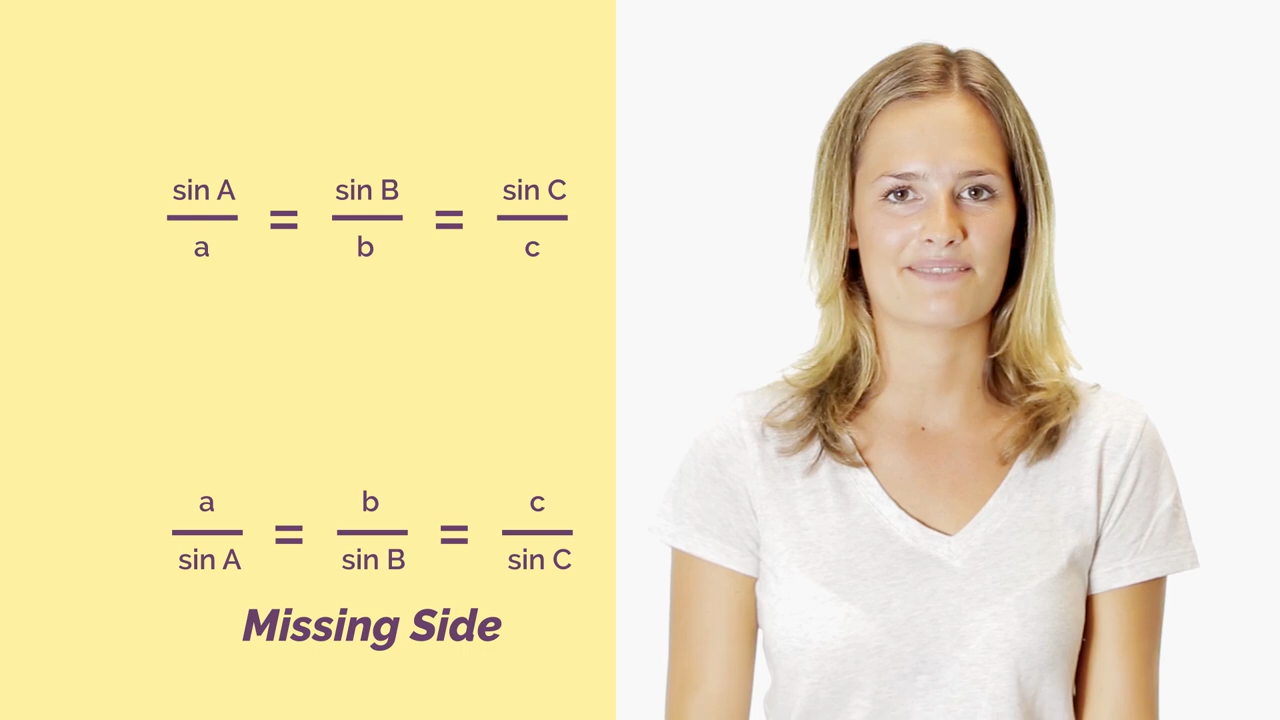 sin A = sin B = sin C
a b c
a = b = c
sin A sin B sin C
Missing Side